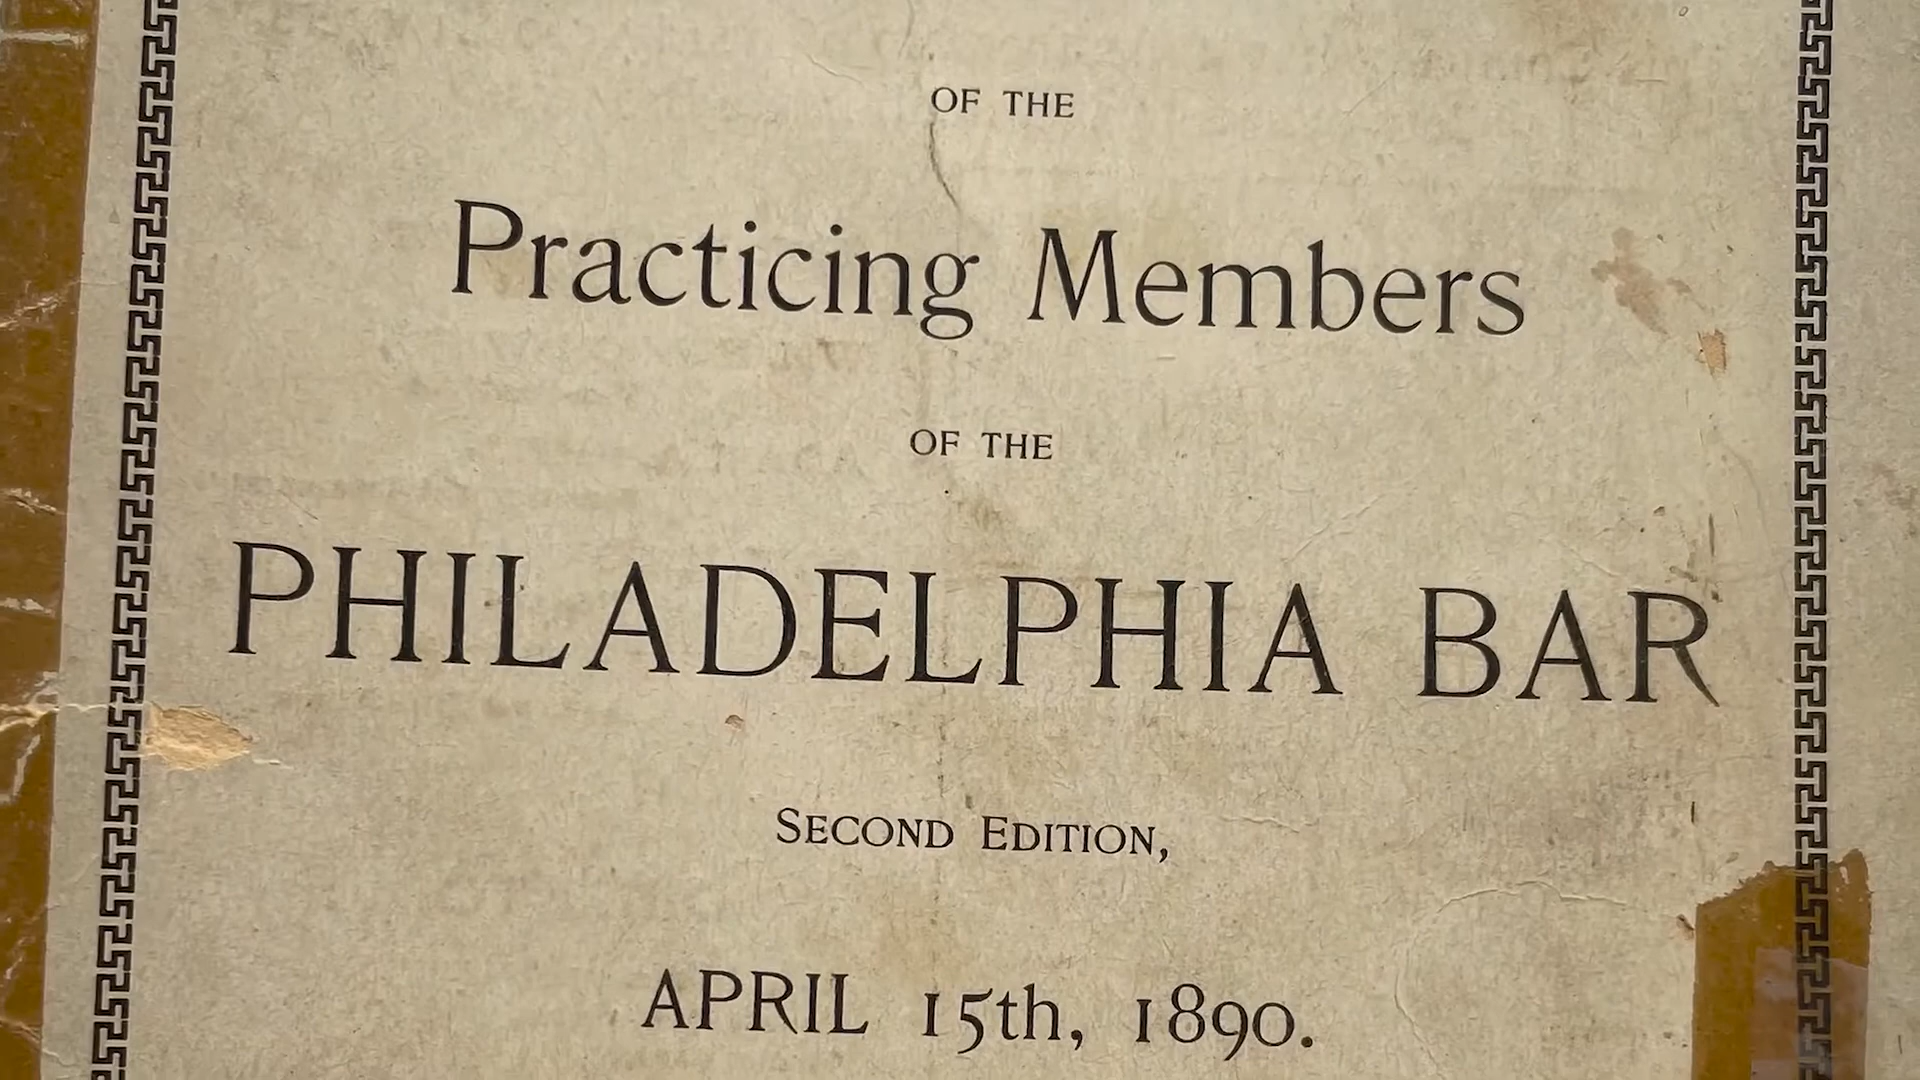 OF THE
Practicing Members
OF THE
PHILADELPHIA BAR
SECOND EDITION,
APRIL 15th, 1890.